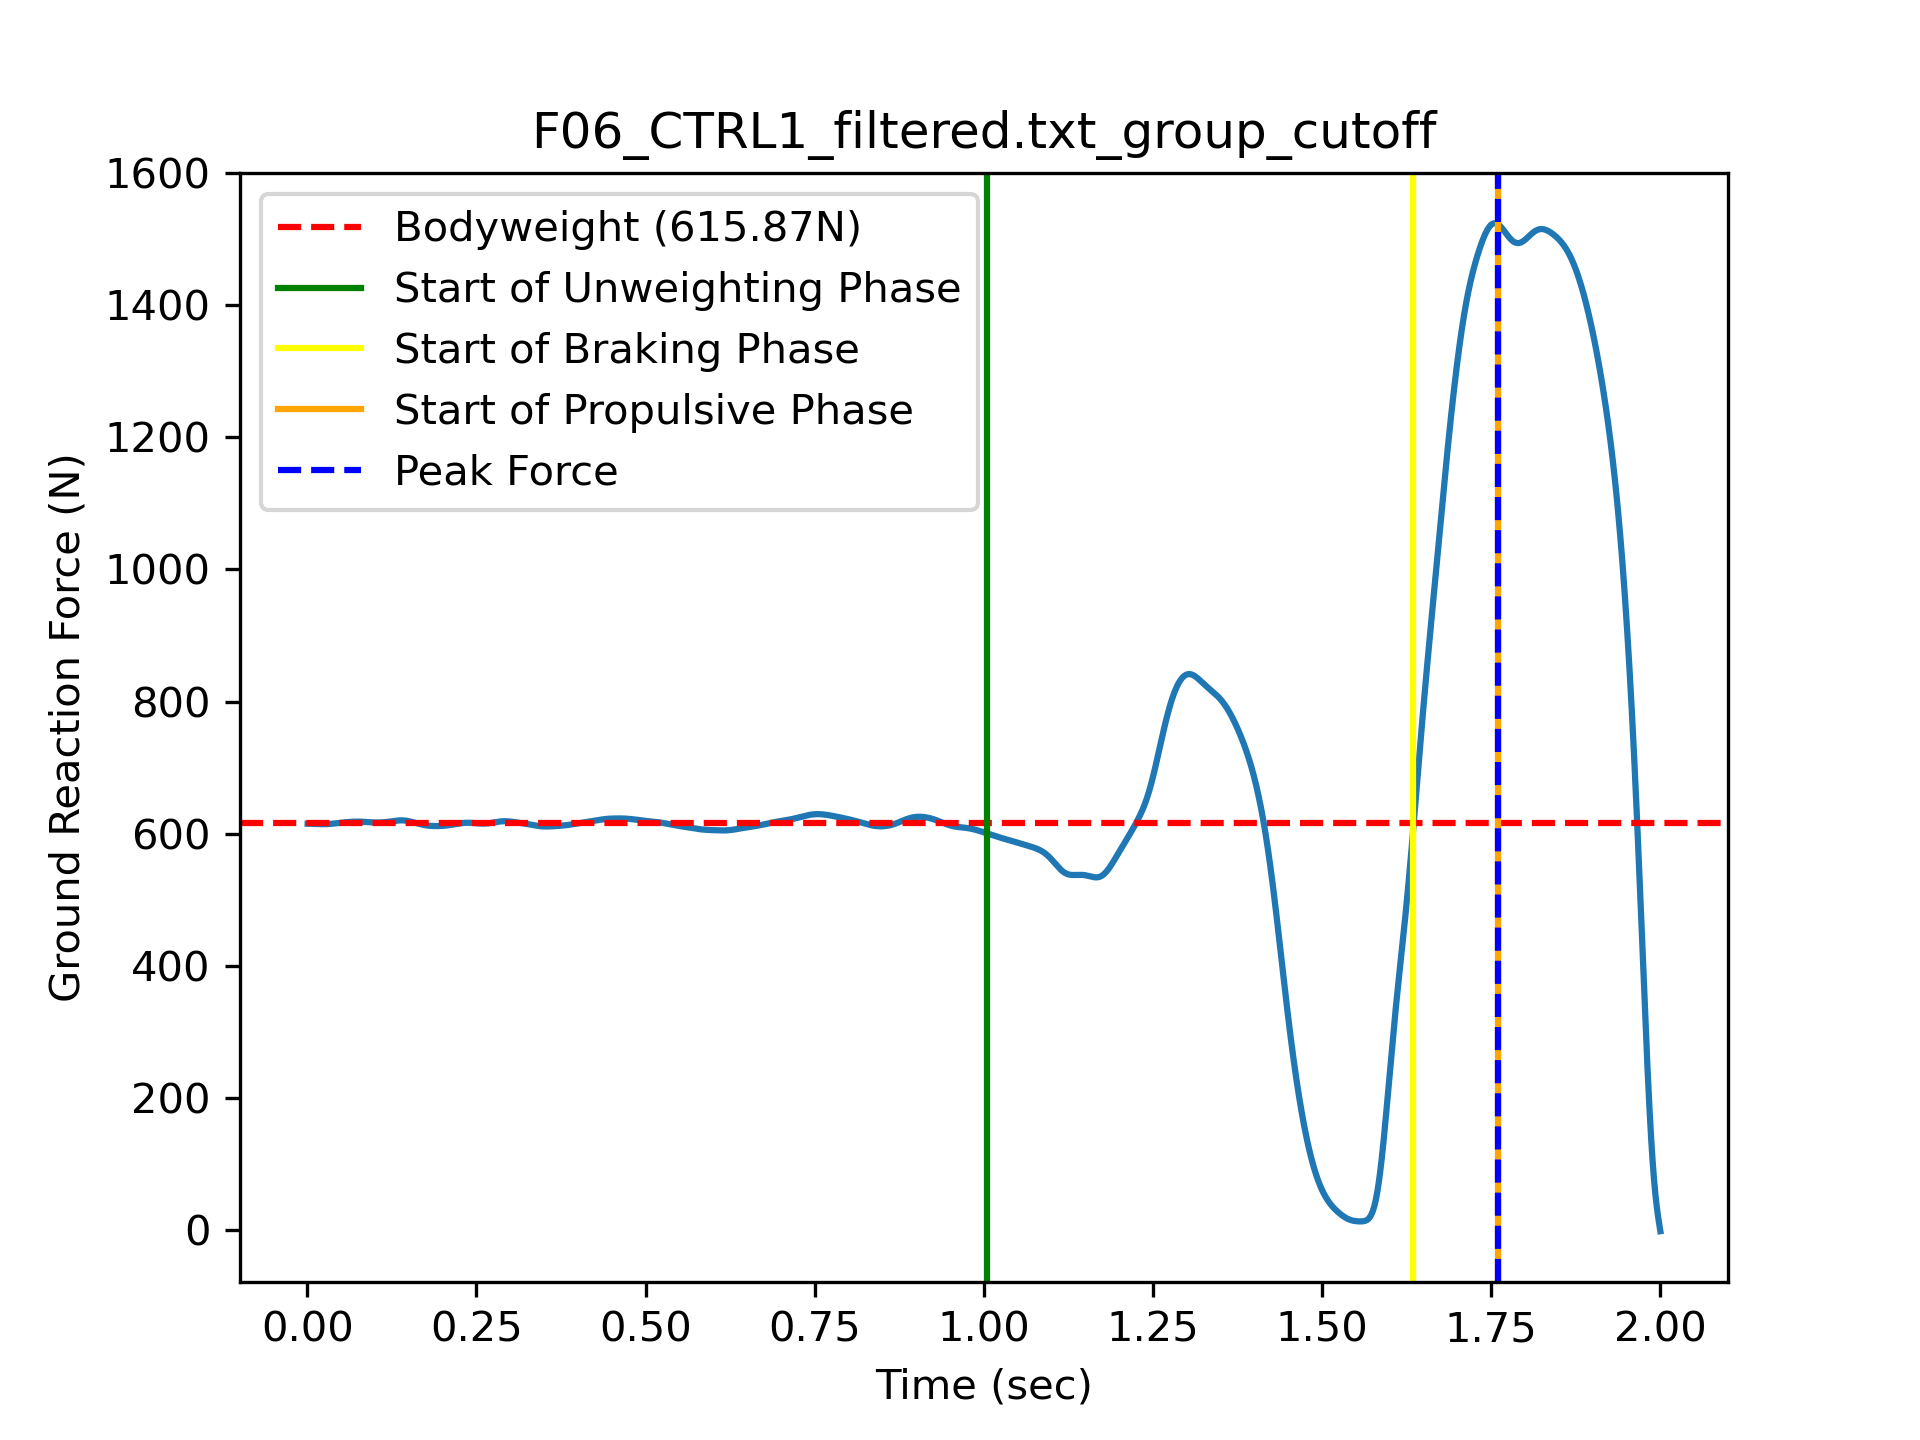 F06_CTRL1_filtered.txt_group_cutoff
1600
1400
1200
1000
800
600
400
200
0
Ground Reaction Force (N)
Bodyweight (615.87N)
Start of Unweighting Phase
Start of Braking Phase
Start of Propulsive Phase
Peak Force
0.00 0.25 0.50 0.75 1.00 1.25 1.50 1.75 2.00
Time (sec)